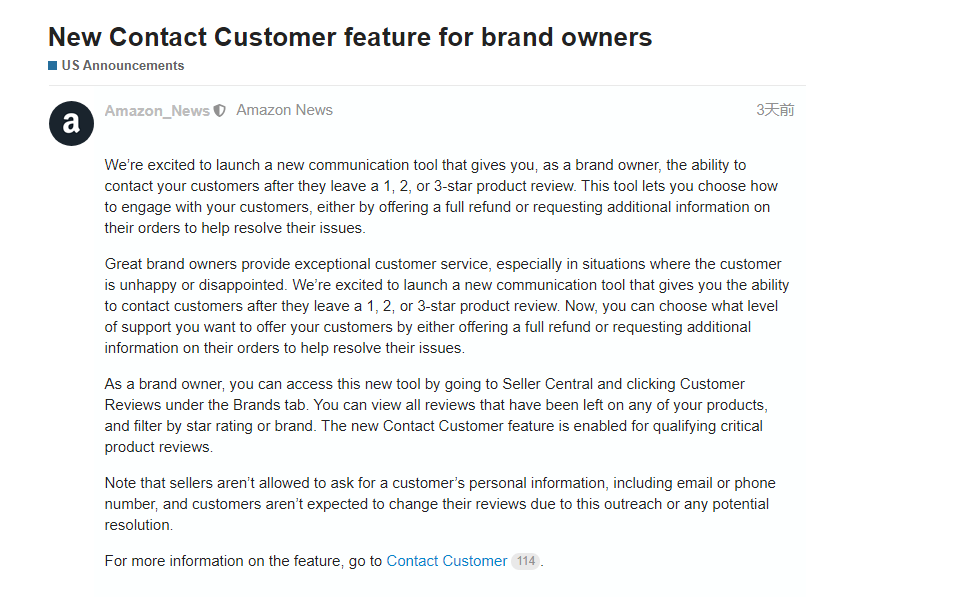 New Contact Customer feature for brand owners
US Announcements
a
Amazon_News Amazon News 3天前
We’re excited to launch a new communication tool that gives you, as a brand owner, the ability to
contact your customers after they leave a 1, 2, or 3-star product review. This tool lets you choose how
to engage with your customers, either by offering a full refund or requesting additional information on
their orders to help resolve their issues.
Great brand owners provide exceptional customer service, especially in situations where the customer
is unhappy or disappointed. We’re excited to launch a new communication tool that gives you the ability
to contact customers after they leave a 1, 2, or 3-star product review. Now, you can choose what level
of support you want to offer your customers by either offering a full refund or requesting additional
information on their orders to help resolve their issues.
As a brand owner, you can access this new tool by going to Seller Central and clicking Customer
Reviews under the Brands tab. You can view all reviews that have been left on any of your products,
and filter by star rating or brand. The new Contact Customer feature is enabled for qualifying critical
product reviews.
Note that sellers aren’t allowed to ask for a customer’s personal information, including email or phone
number, and customers aren’t expected to change their reviews due to this outreach or any potential
resolution.
For more information on the feature, go to Contact Customer 114.